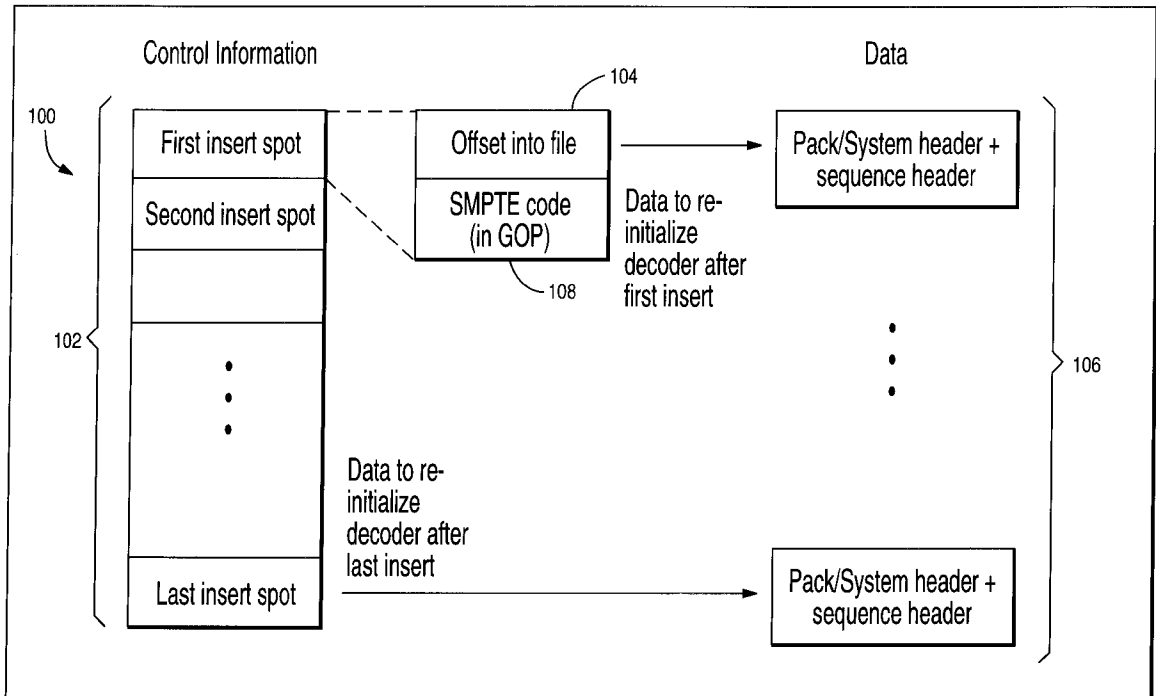 Control Information
Data
104
100
First insert spot
Offset into file
Pack/System header +
sequence header
Second insert spot
SMPTE code
(in GOP)
Data to re-
initialize
decoder after
first insert
108
102
106
Data to re-
initialize
decoder after
last insert
Last insert spot
Pack/System header +
sequence header